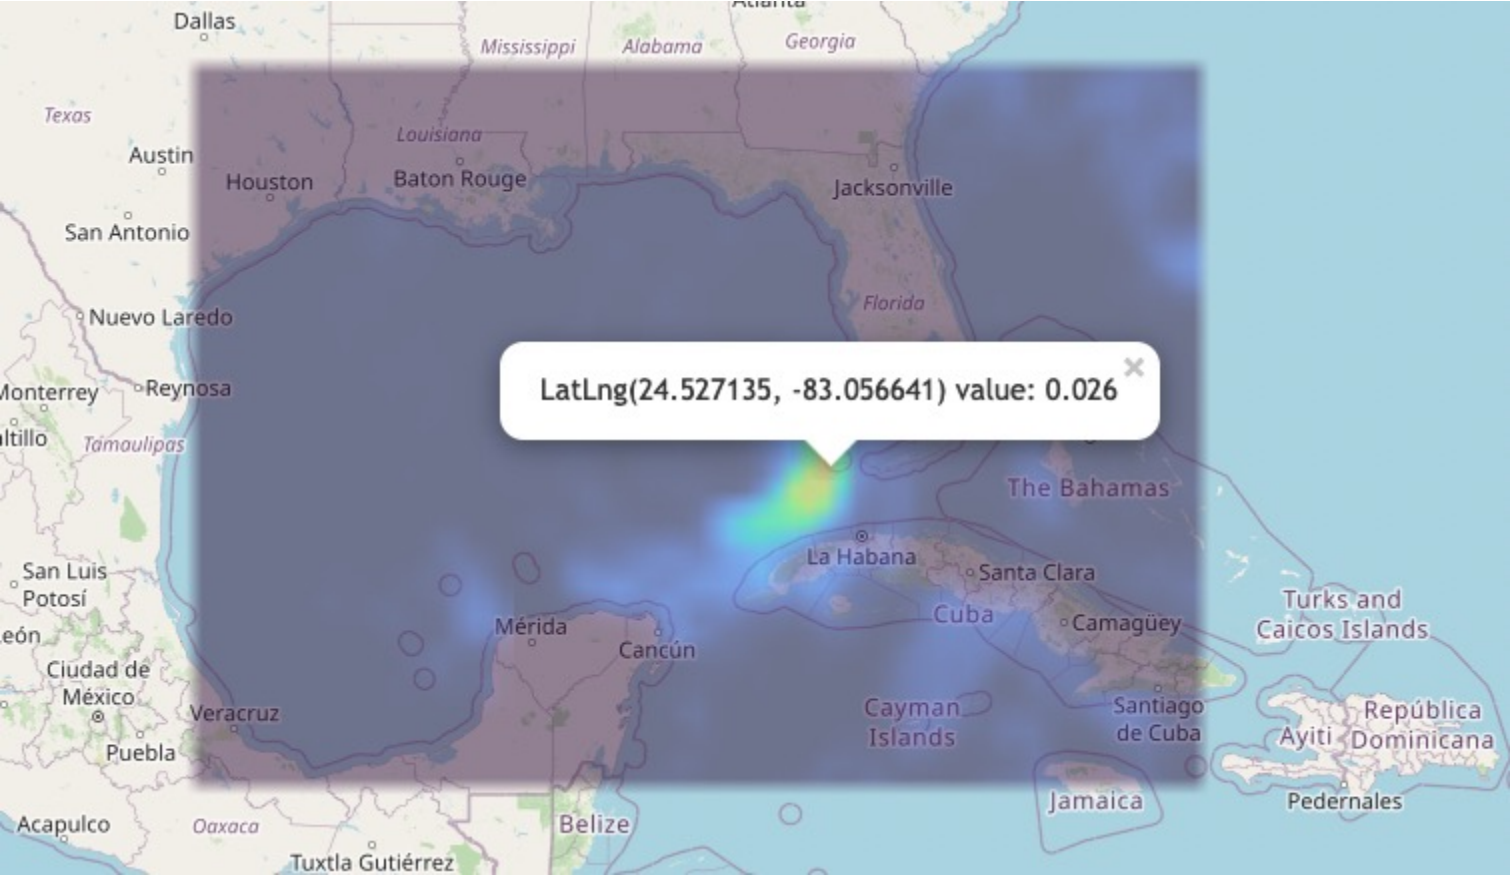 Atlanta
Dallas
Mississippi
Alabama
Georgia
Texas
Louisiana
Austin
Houston
Baton Rouge
Jacksonville
San Antonio
Florida
Nuevo Laredo
LatLng(24.527135, -83.056641) value: 0.026
×
Monterrey
Reynosa
Tamaulipas
The Bahamas
San Luis
Potosí
La Habana
Santa Clara
Turks and
Caicos Islands
Cuba
Camagüey
Mérida
Cancún
Ciudad de
México
Veracruz
Cayman
Islands
Santiago
de Cuba
Ayiti
República
Dominicana
Puebla
Acapulco
Oaxaca
Belize
Jamaica
Pedernales
Tuxtla Gutiérrez